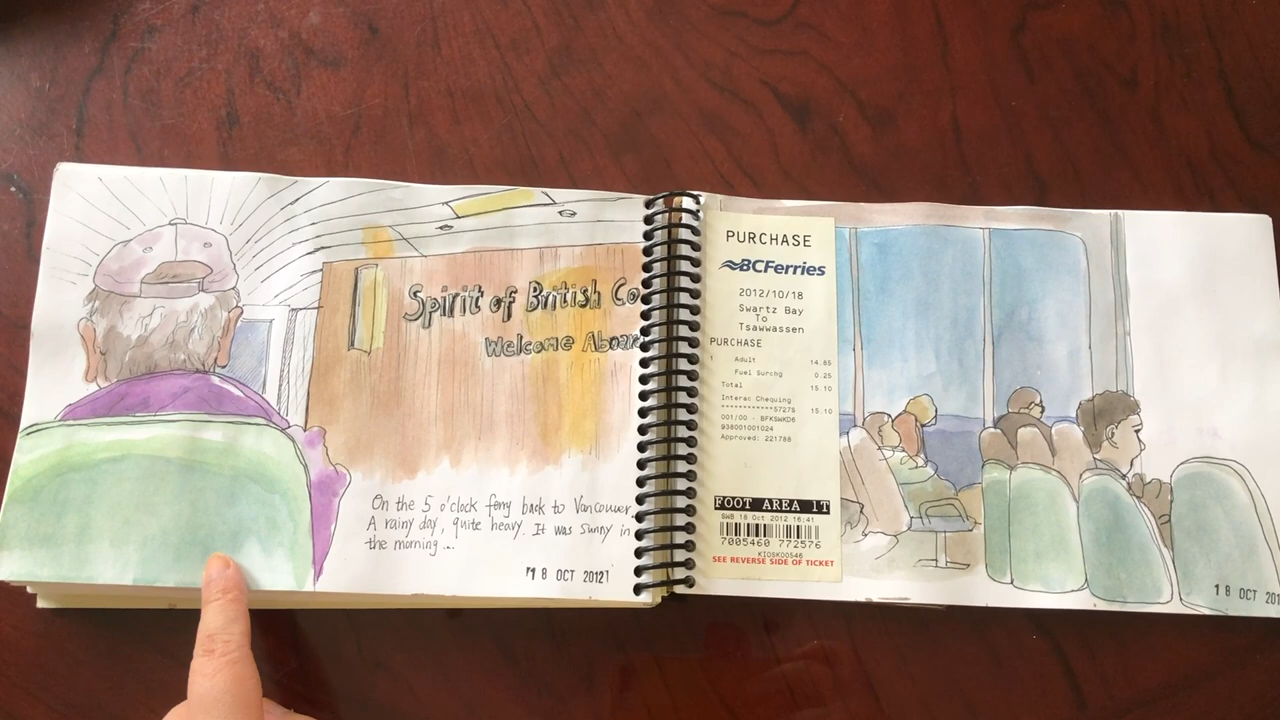 Spirit of British Co
Welcome Aboard
On the 5 o'clock ferry back to Vancouver.
A rainy day, quite heavy. It was sunny in
the morning ...
18 OCT 2012
PURCHASE
BCFerries
2012/10/18
Swartz Bay
To
Tsawwassen
PURCHASE
1 Adult 14.85
Fuel Surchg 0.25
Total 15.10
Interac Chequing
***********57276 15.10
001/00 - BFKSWKD6
936001001024
Approved: 221788
FOOT AREA 1T
SWB 18 Oct 2012 16:41
7005460 772576
KIOSK00546
SEE REVERSE SIDE OF TICKET
18 OCT 201